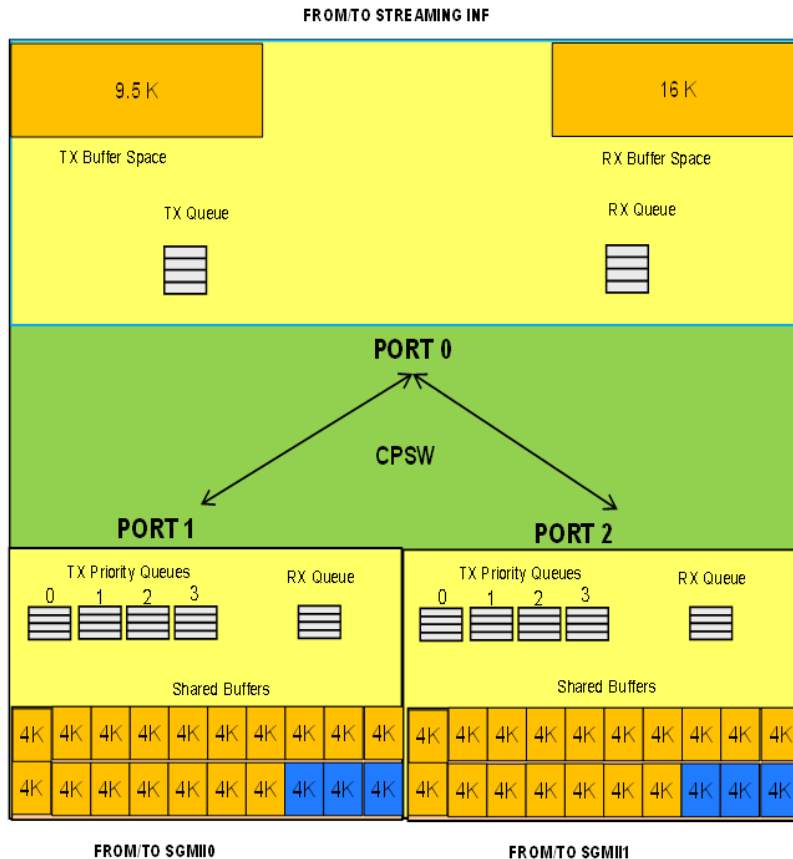 FROM/TO STREAMING INF
9.5 K
16 K
TX Buffer Space
RX Buffer Space
TX Queue
RX Queue
PORT 0
CPSW
PORT 1
PORT 2
TX Priority Queues
RX Queue
0 1 2 3
TX Priority Queues
RX Queue
0 1 2 3
Shared Buffers
Shared Buffers
4K 4K 4K 4K 4K 4K 4K 4K 4K 4K
4K 4K 4K 4K 4K 4K 4K 4K 4K 4K
4K 4K 4K 4K 4K 4K 4K 4K 4K 4K
4K 4K 4K 4K 4K 4K 4K 4K 4K 4K
FROM/TO SGMII0
FROM/TO SGMII1